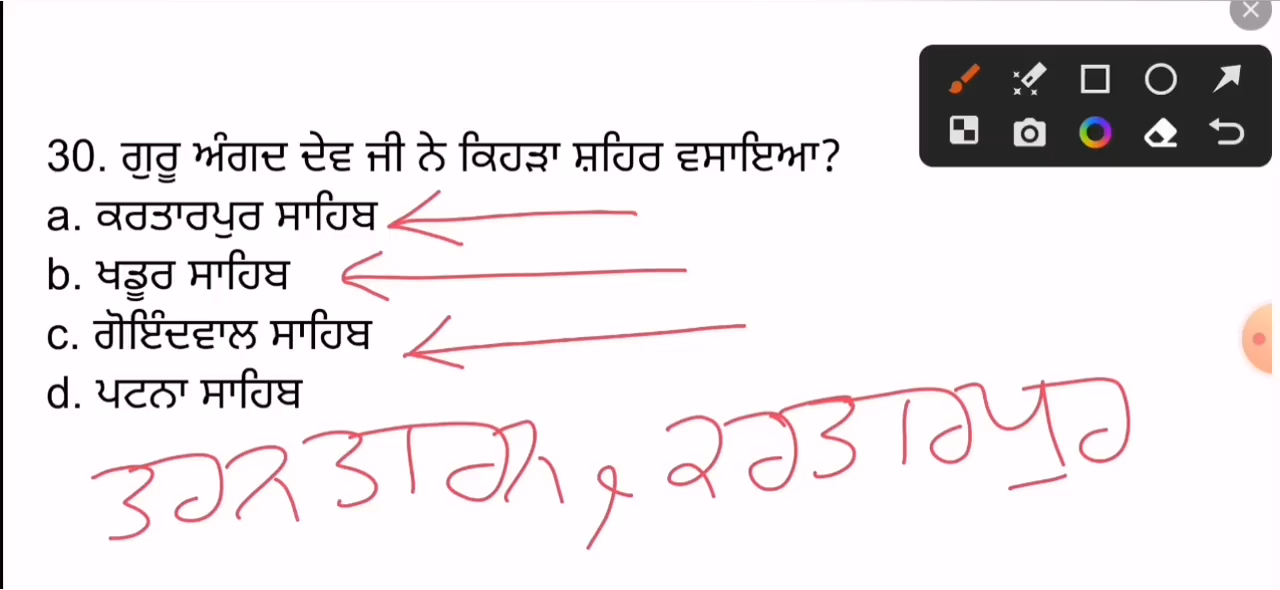 30. ਗੁਰੂ ਅੰਗਦ ਦੇਵ ਜੀ ਨੇ ਕਿਹੜਾ ਸ਼ਹਿਰ ਵਸਾਇਆ?
a. ਕਰਤਾਰਪੁਰ ਸਾਹਿਬ
b. ਖਡੂਰ ਸਾਹਿਬ
c. ਗੋਇੰਦਵਾਲ ਸਾਹਿਬ
d. ਪਟਨਾ ਸਾਹਿਬ
ਤਰਨਤਾਰਨ, ਕਰਤਾਰਪੁਰ